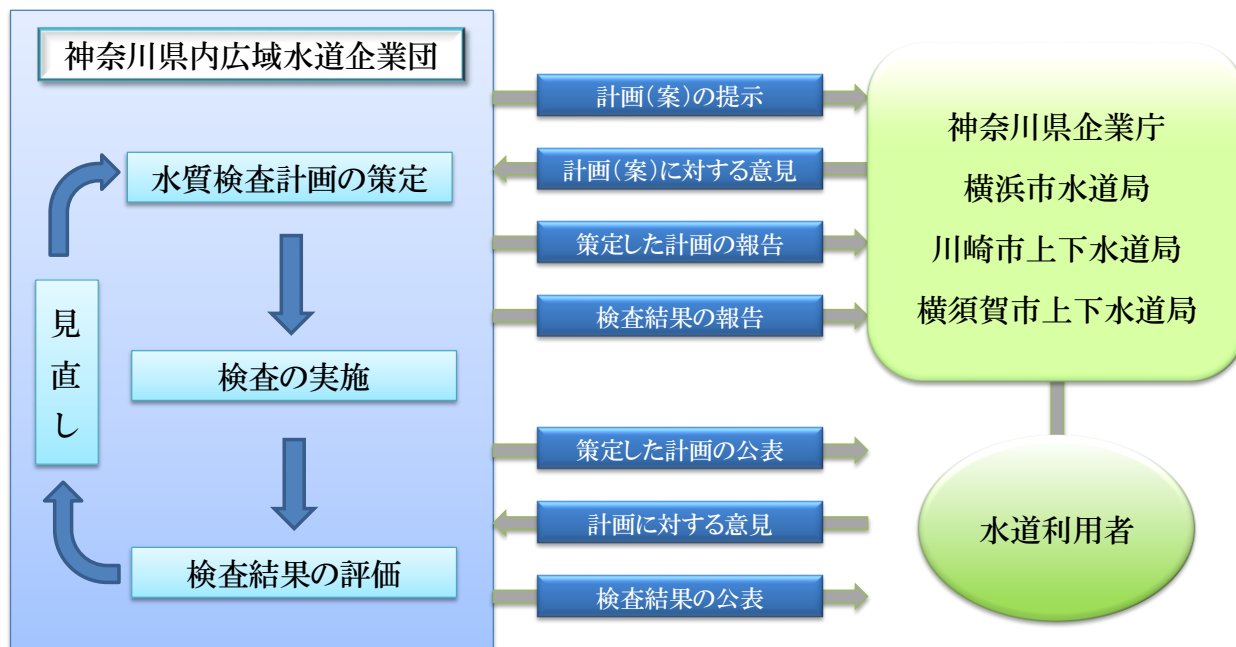 神奈川県内広域水道企業団
水質検査計画の策定
検査の実施
検査結果の評価
見直し
計画(案)の提示
計画(案)に対する意見
策定した計画の報告
検査結果の報告
策定した計画の公表
計画に対する意見
検査結果の公表
神奈川県企業庁
横浜市水道局
川崎市上下水道局
横須賀市上下水道局
水道利用者